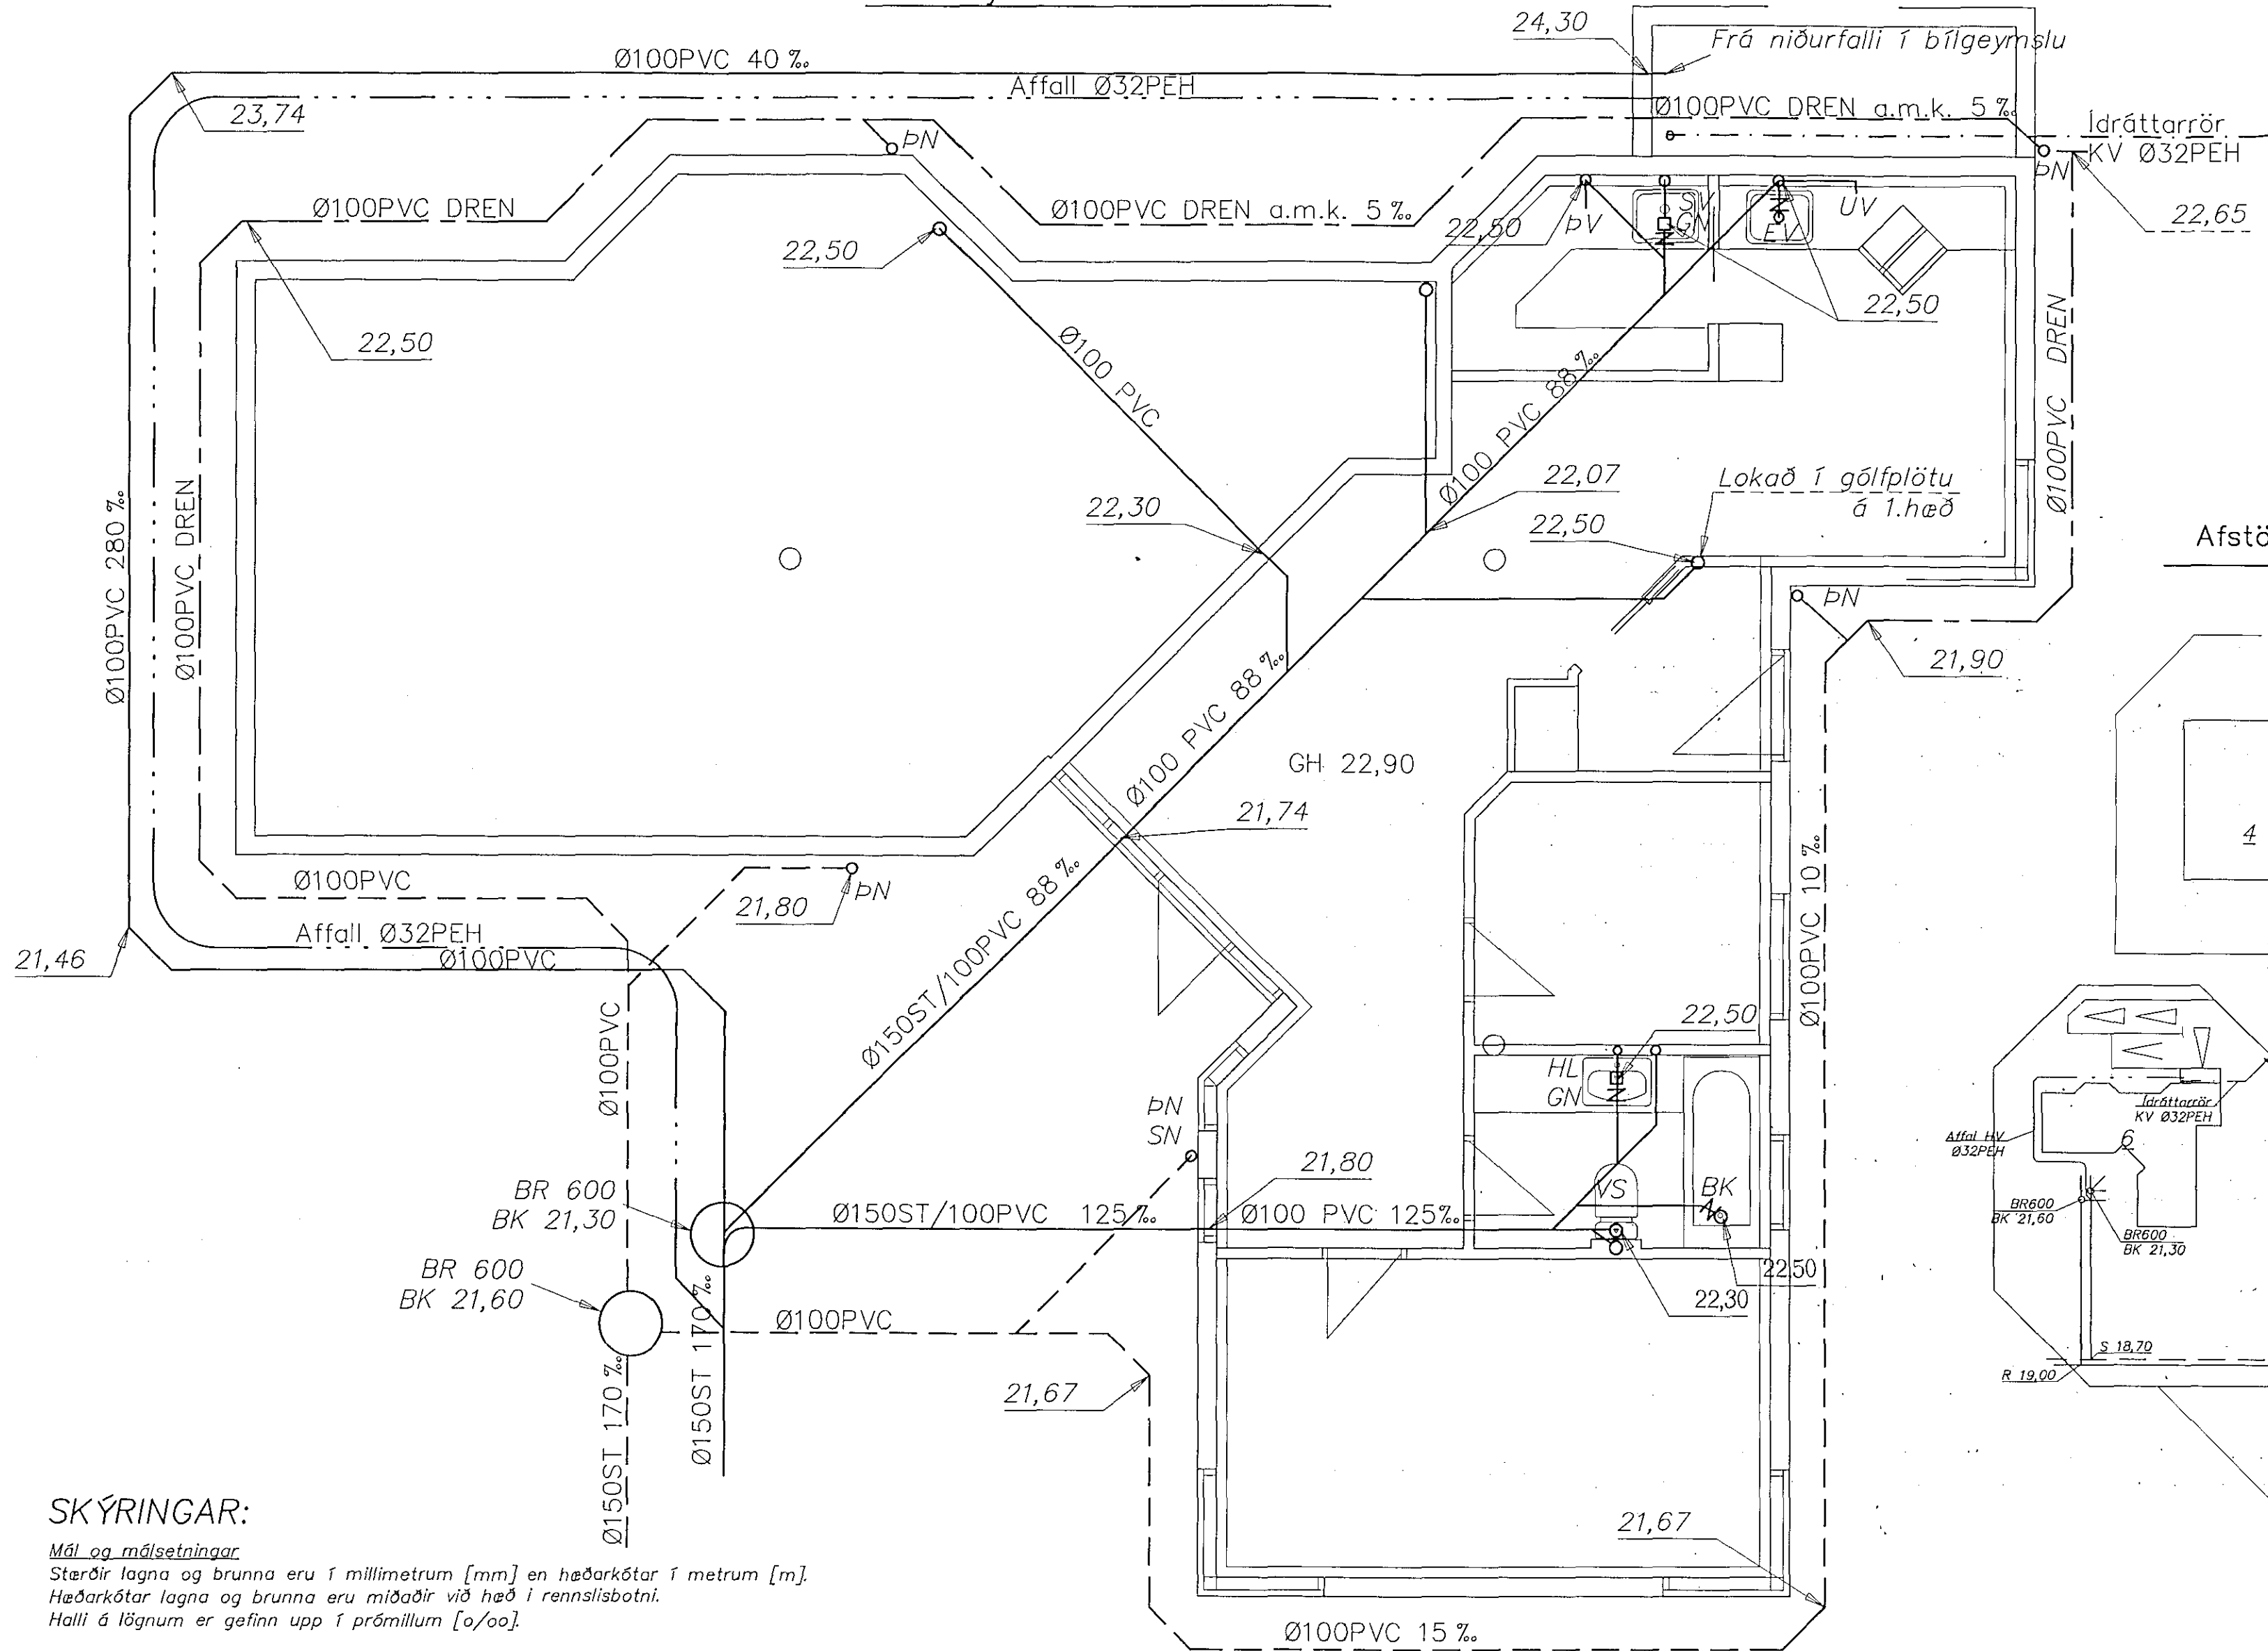 24,30
Frá niðurfalli í bílgeymslu
Ø100PVC 40 ‰
Affall Ø32PEH
23,74
Ø100PVC DREN a.m.k. 5 ‰
Ídráttarrör
KV Ø32PEH
ÞN
ÞN
Ø100PVC DREN
Ø100PVC DREN a.m.k. 5 ‰
22,50
ÞV
SV
GN
EV
UV
22,65
22,50
22,50
22,50
Ø100 PVC
Ø100 PVC 88 ‰
Ø100PVC DREN
Ø100PVC 280 ‰
Ø100PVC DREN
22,30
22,07
22,50
Lokað í gólfplötu
á 1.hæð
Afstö
ÞN
21,90
Ø100 PVC 88 ‰
GH 22,90
21,74
4
Ø100PVC
21,80
ÞN
Ø150ST/100PVC 88 ‰
Ø100PVC 10 ‰
Affall Ø32PEH
Ø100PVC
21,46
Ø100PVC
22,50
HL
GN
ÞN
SN
21,80
VS
BK
BR 600
BK 21,30
Ø150ST/100PVC 125 ‰
Ø100 PVC 125‰
BR 600
BK 21,60
22,50
22,30
Ø100PVC
Ø150ST 170 ‰
Ø150ST 170 ‰
21,67
21,67
Ø100PVC 15 ‰
Ídráttarrör
KV Ø32PEH
Affal HV
Ø32PEH
6
BR600
BK 21,60
BR600
BK 21,30
S 18,70
R 19,00
SKÝRINGAR:
Mál og málsetningar
Stærðir lagna og brunna eru í millimetrum [mm] en hæðarkótar í metrum [m].
Hæðarkótar lagna og brunna eru miðaðir við hæð i rennslisbotni.
Halli á lögnum er gefinn upp í prómillum [o/oo].